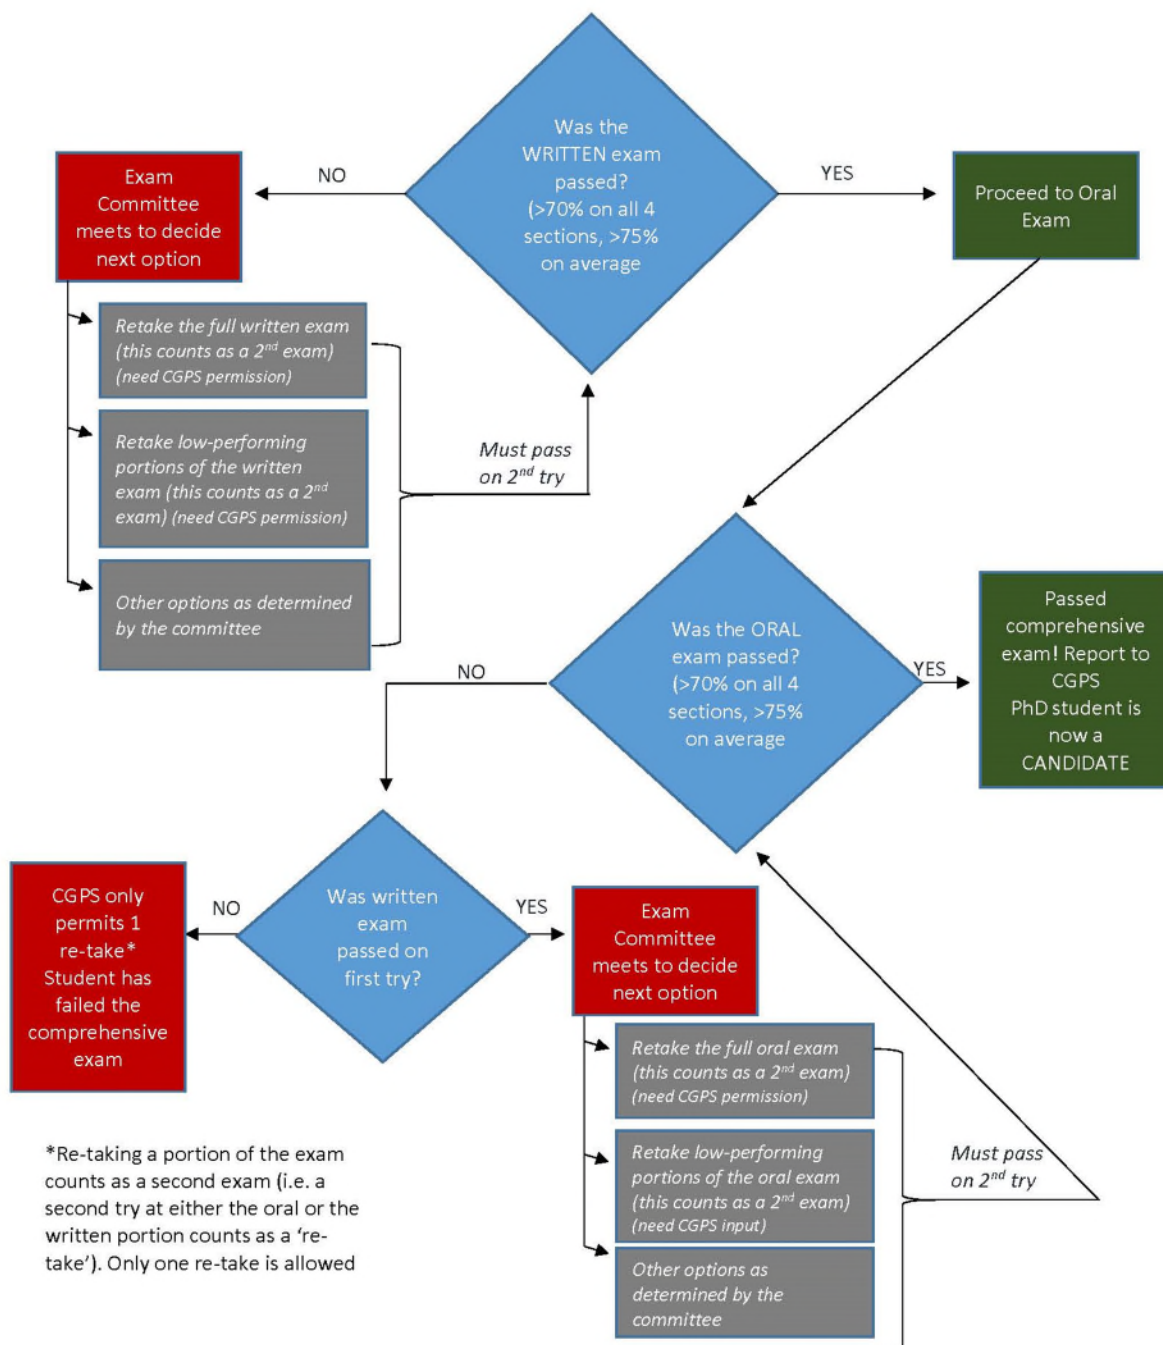 Was the
WRITTEN exam
passed?
(>70% on all 4
sections, >75%
on average
NO
YES
Exam
Committee
meets to decide
next option
Proceed to Oral
Exam
Retake the full written exam
(this counts as a 2nd exam)
(need CGPS permission)
Retake low-performing
portions of the written
exam (this counts as a 2nd
exam) (need CGPS permission)
Other options as determined
by the committee
Must pass
on 2nd try
Was the ORAL
exam passed?
(>70% on all 4
sections, >75%
on average
NO
YES
Passed
comprehensive
exam! Report to
CGPS
PhD student is
now a
CANDIDATE
Was written
exam
passed on
first try?
NO
YES
CGPS only
permits 1
re-take*
Student has
failed the
comprehensive
exam
Exam
Committee
meets to decide
next option
Retake the full oral exam
(this counts as a 2nd exam)
(need CGPS permission)
Retake low-performing
portions of the oral exam
(this counts as a 2nd exam)
(need CGPS input)
Other options as
determined by the
committee
Must pass
on 2nd try
*Re-taking a portion of the exam
counts as a second exam (i.e. a
second try at either the oral or the
written portion counts as a ‘re-
take’). Only one re-take is allowed